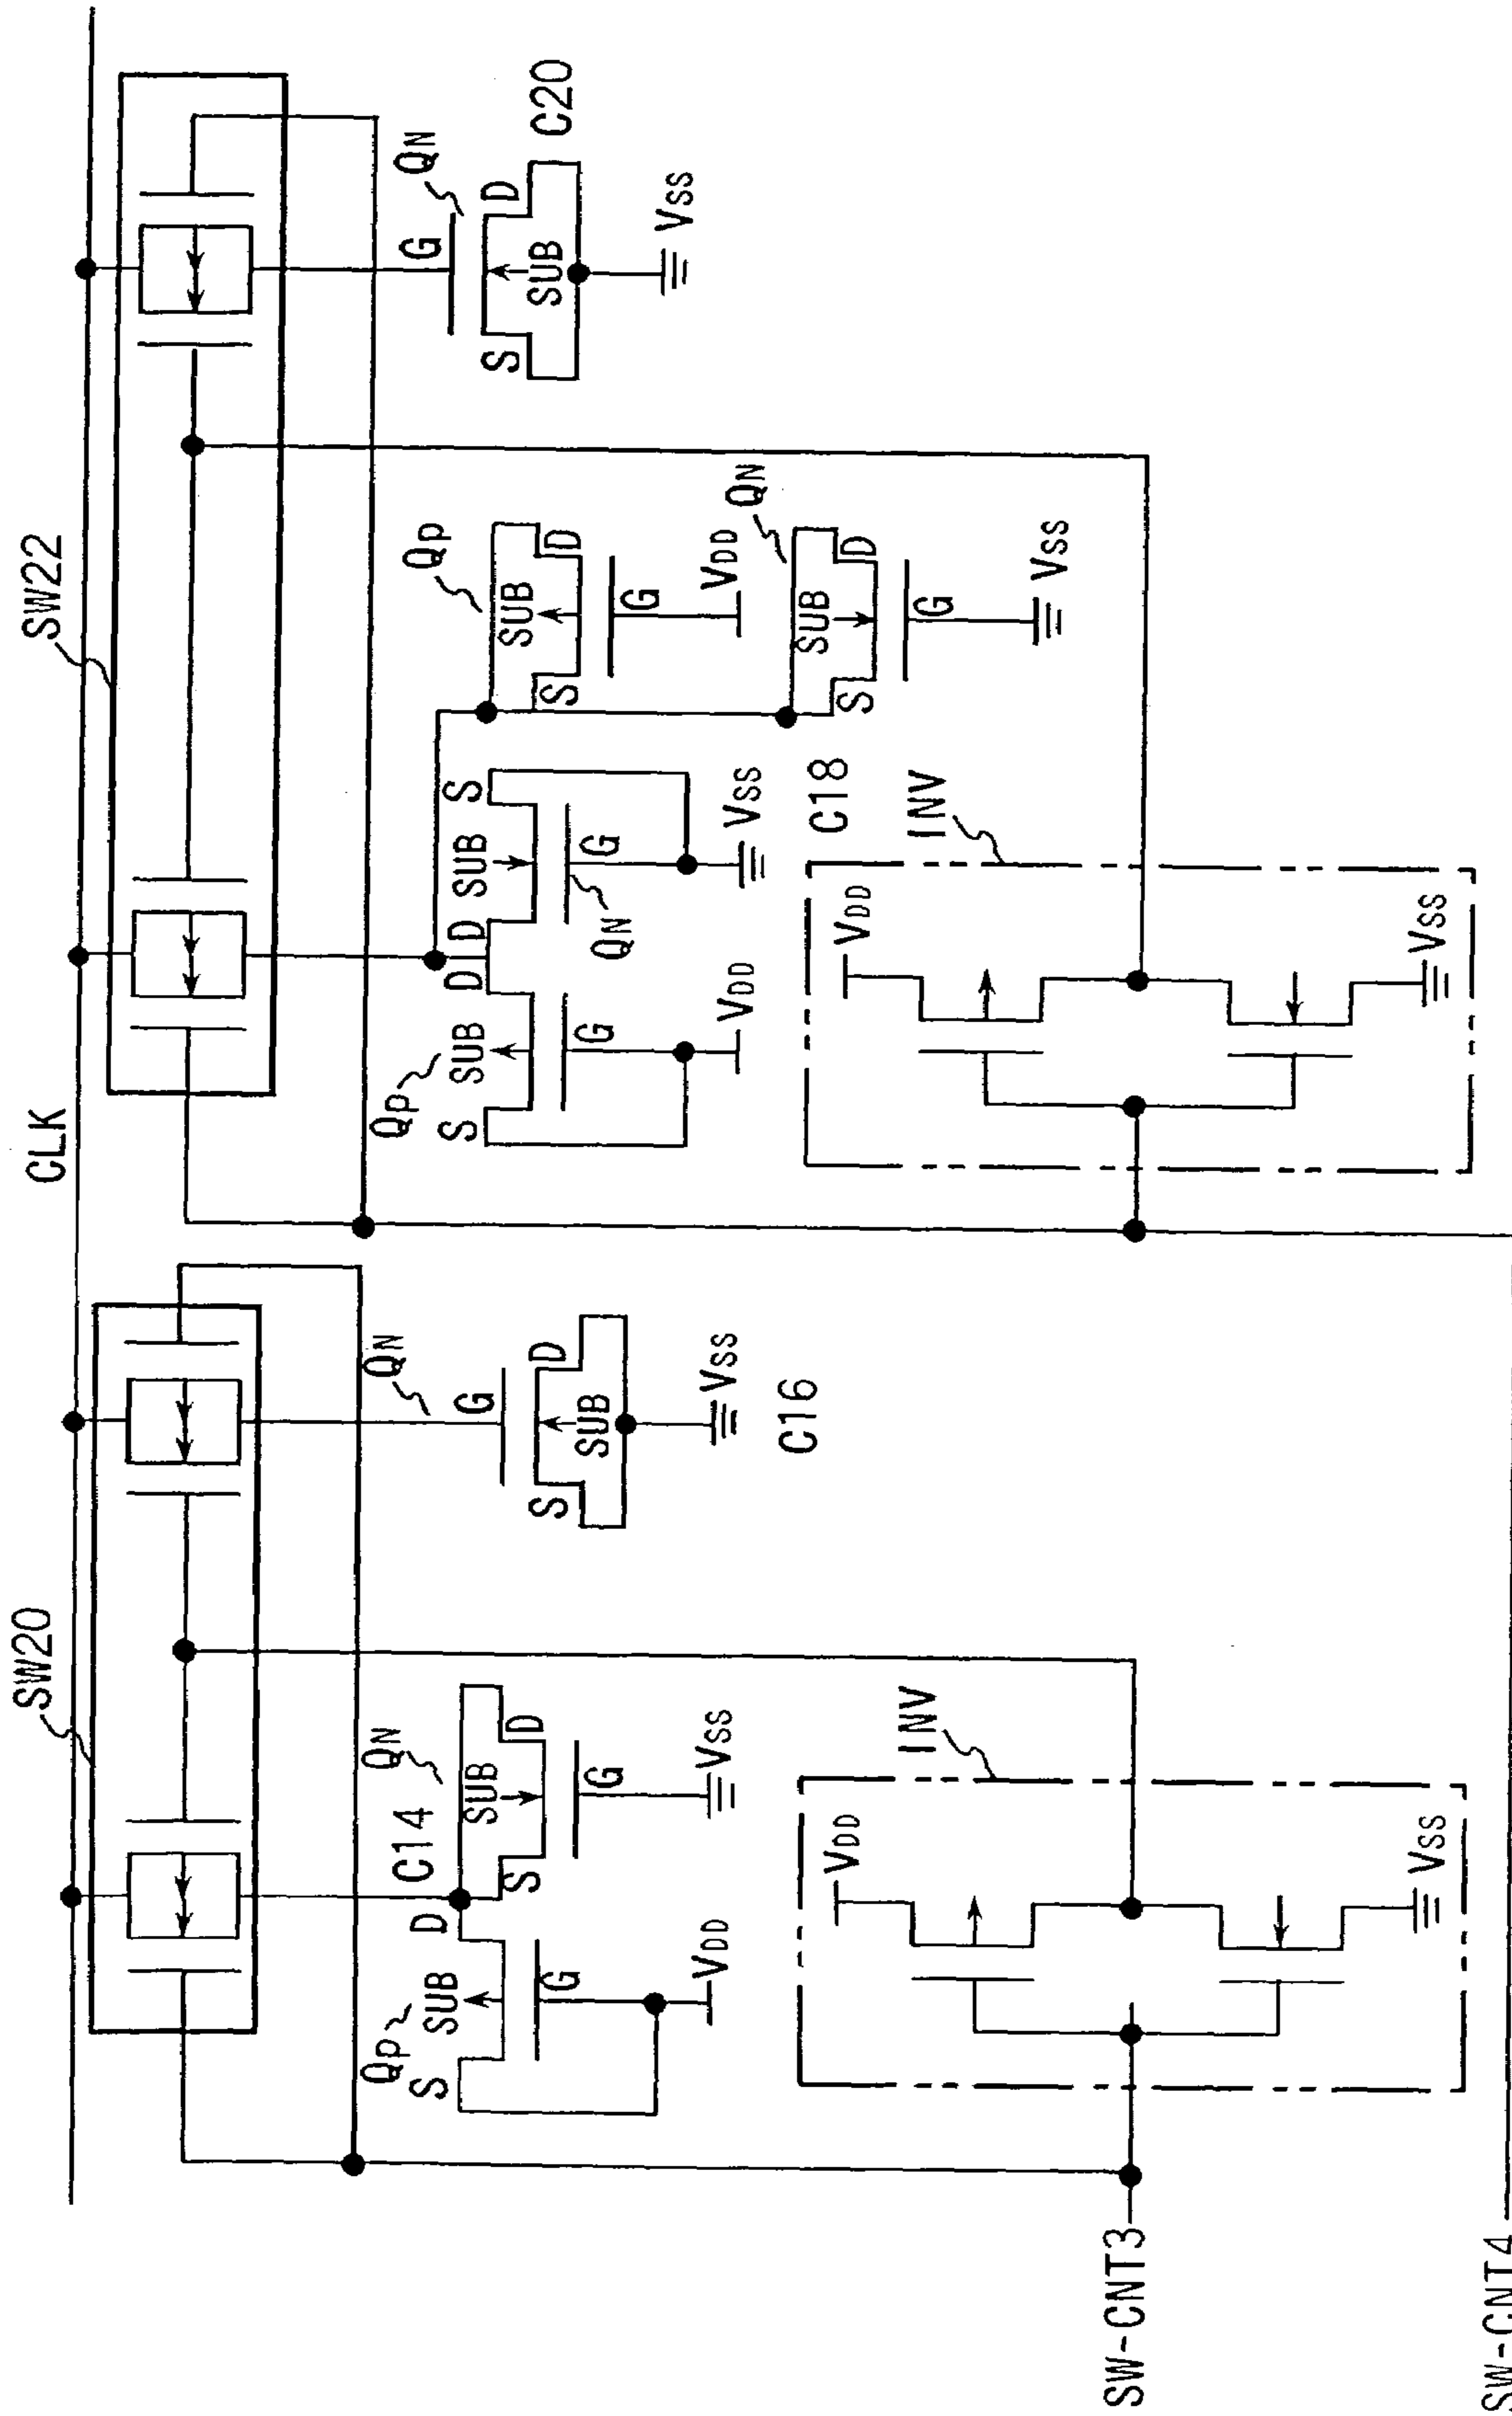 SW20
CLK
SW22
Qp
S
SUB
D
G
VDD
C14
QN
S
SUB
D
G
VSS
QN
G
S
SUB
D
VSS
C16
Qp
S
SUB
D
G
VDD
D
SUB
S
G
QN
VSS
Qp
S
SUB
D
G
VDD
QN
S
SUB
D
G
VSS
C18
QN
G
S
SUB
D
VSS
C20
INV
VDD
VSS
INV
VDD
VSS
SW-CNT3
SW-CNT4